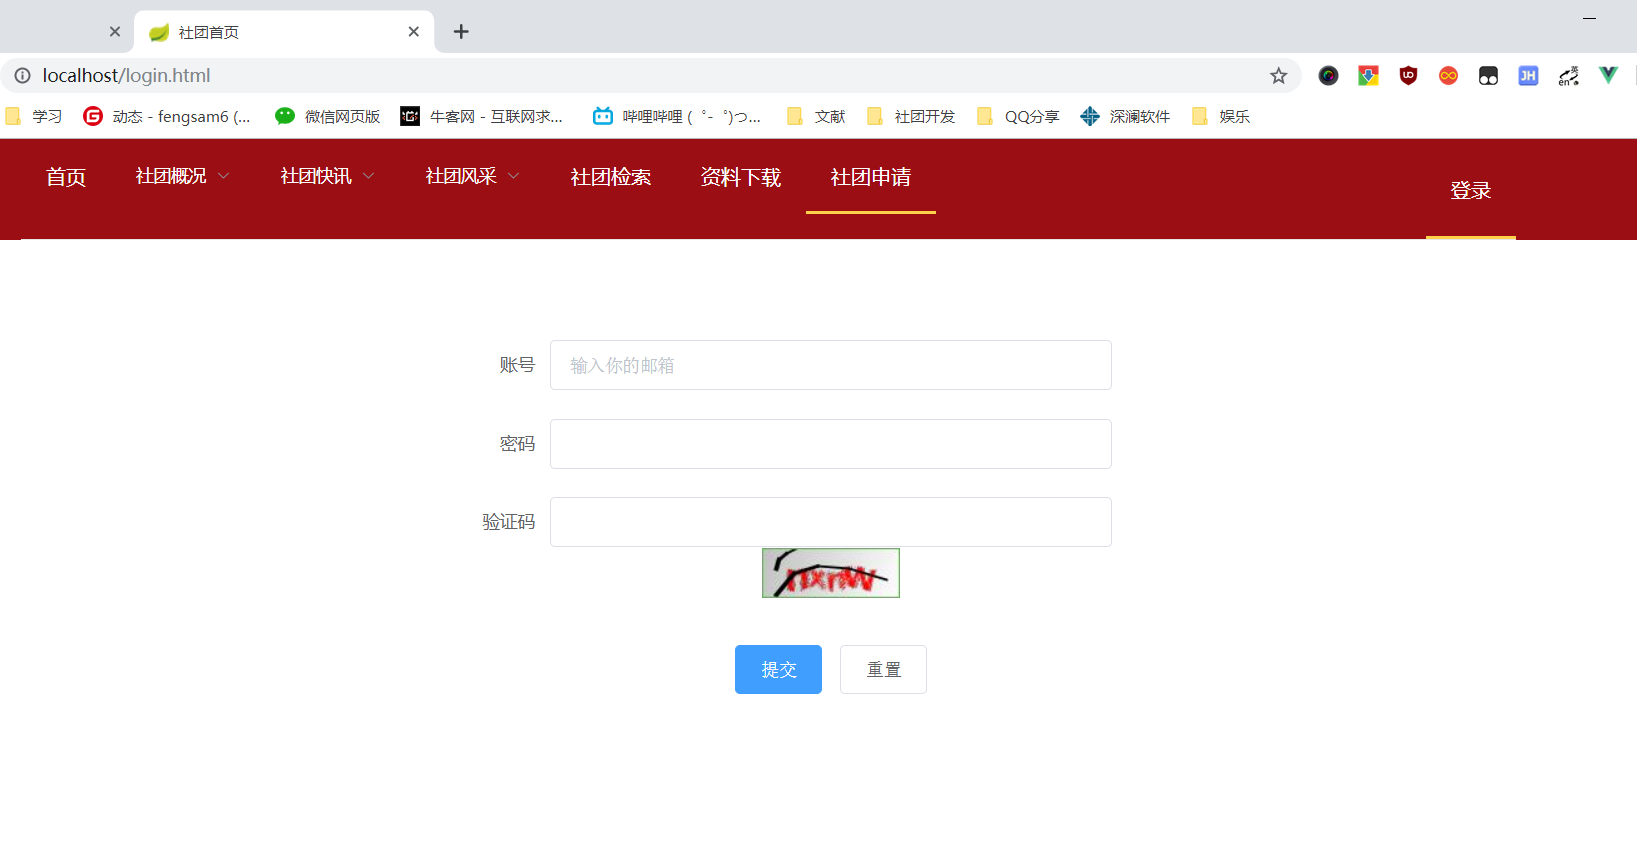 社团首页
localhost/login.html
学习 动态 - fengsam6 (... 微信网页版 牛客网 - 互联网求... 哔哩哔哩 ( ゜- ゜)つ... 文献 社团开发 QQ分享 深澜软件 娱乐
首页 社团概况 社团快讯 社团风采 社团检索 资料下载 社团申请 登录
账号 输入你的邮箱
密码
验证码
提交 重置